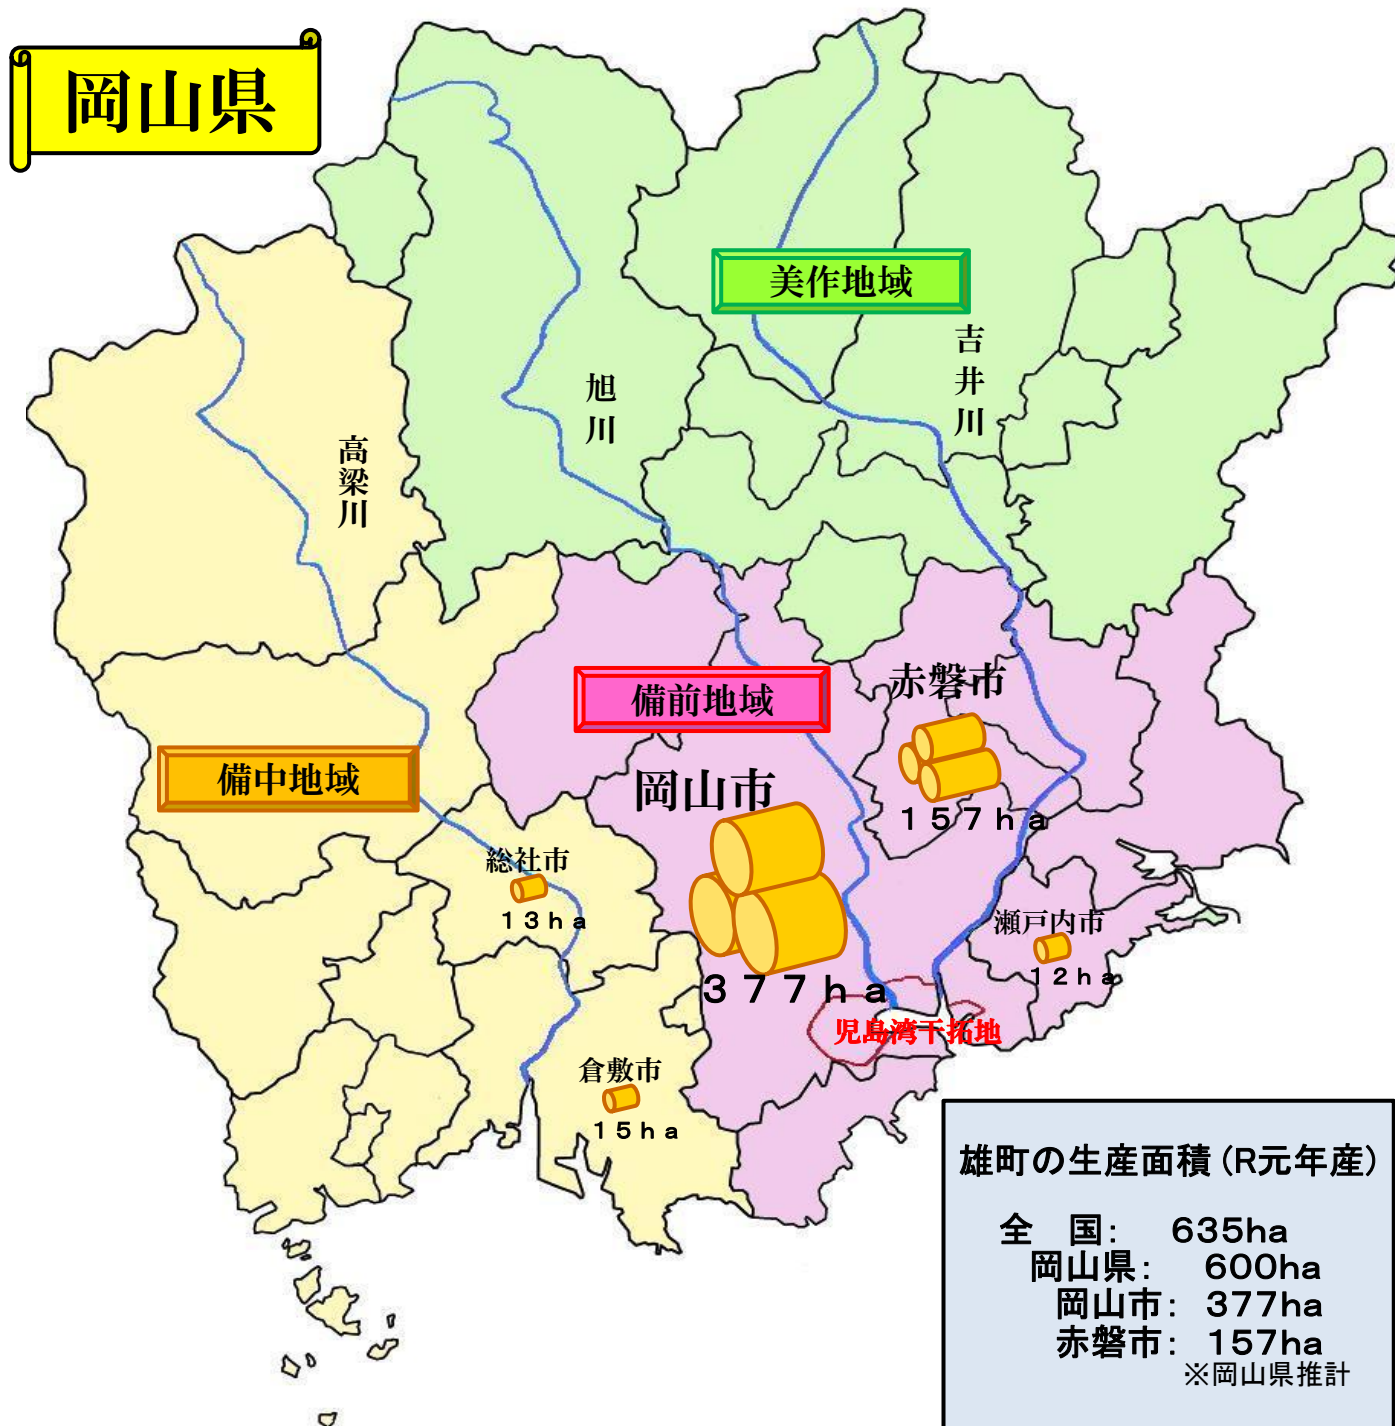 岡山県
美作地域
吉井川
旭川
高梁川
備前地域
赤磐市
157ha
備中地域
岡山市
377ha
総社市
13ha
瀬戸内市
12ha
児島湾干拓地
倉敷市
15ha
雄町の生産面積(R元年産)
全 国: 635ha
岡山県: 600ha
岡山市: 377ha
赤磐市: 157ha
※岡山県推計